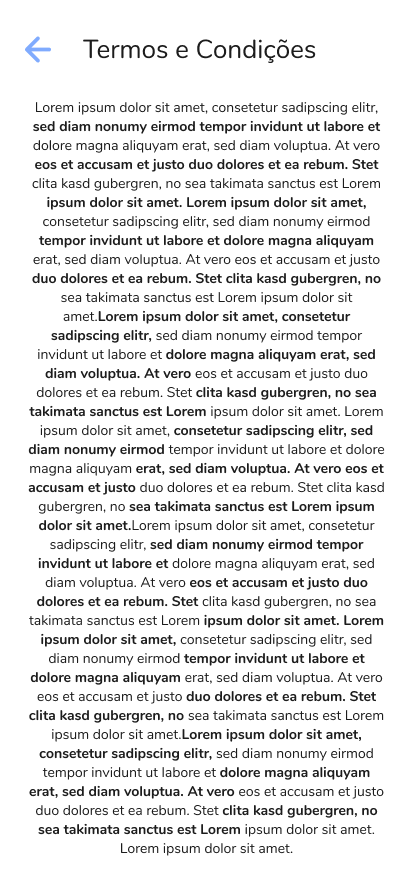 Termos e Condições
Lorem ipsum dolor sit amet, consetetur sadipscing elitr,
sed diam nonumy eirmod tempor invidunt ut labore et
dolore magna aliquyam erat, sed diam voluptua. At vero
eos et accusam et justo duo dolores et ea rebum. Stet
clita kasd gubergren, no sea takimata sanctus est Lorem
ipsum dolor sit amet. Lorem ipsum dolor sit amet,
consetetur sadipscing elitr, sed diam nonumy eirmod
tempor invidunt ut labore et dolore magna aliquyam
erat, sed diam voluptua. At vero eos et accusam et justo
duo dolores et ea rebum. Stet clita kasd gubergren, no
sea takimata sanctus est Lorem ipsum dolor sit
amet.Lorem ipsum dolor sit amet, consetetur
sadipscing elitr, sed diam nonumy eirmod tempor
invidunt ut labore et dolore magna aliquyam erat, sed
diam voluptua. At vero eos et accusam et justo duo
dolores et ea rebum. Stet clita kasd gubergren, no sea
takimata sanctus est Lorem ipsum dolor sit amet. Lorem
ipsum dolor sit amet, consetetur sadipscing elitr, sed
diam nonumy eirmod tempor invidunt ut labore et dolore
magna aliquyam erat, sed diam voluptua. At vero eos et
accusam et justo duo dolores et ea rebum. Stet clita kasd
gubergren, no sea takimata sanctus est Lorem ipsum
dolor sit amet.Lorem ipsum dolor sit amet, consetetur
sadipscing elitr, sed diam nonumy eirmod tempor
invidunt ut labore et dolore magna aliquyam erat, sed
diam voluptua. At vero eos et accusam et justo duo
dolores et ea rebum. Stet clita kasd gubergren, no sea
takimata sanctus est Lorem ipsum dolor sit amet. Lorem
ipsum dolor sit amet, consetetur sadipscing elitr, sed
diam nonumy eirmod tempor invidunt ut labore et
dolore magna aliquyam erat, sed diam voluptua. At vero
eos et accusam et justo duo dolores et ea rebum. Stet
clita kasd gubergren, no sea takimata sanctus est Lorem
ipsum dolor sit amet.Lorem ipsum dolor sit amet,
consetetur sadipscing elitr, sed diam nonumy eirmod
tempor invidunt ut labore et dolore magna aliquyam
erat, sed diam voluptua. At vero eos et accusam et justo
duo dolores et ea rebum. Stet clita kasd gubergren, no
sea takimata sanctus est Lorem ipsum dolor sit amet.
Lorem ipsum dolor sit amet.